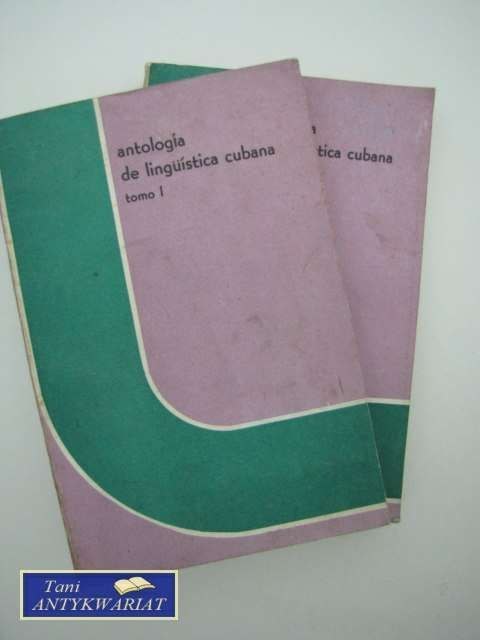 antología
de lingüística cubana
tomo I
a
tica cubana
Tani
ANTYKWARIAT